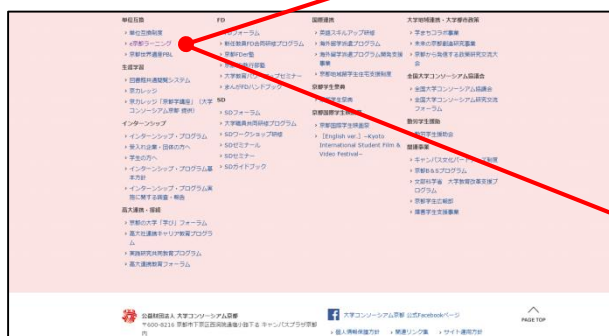 単位互換
› 単位互換制度
› e京都ラーニング
› 京都世界遺産PBL
生涯学習
› 図書館共通閲覧システム
› 京カレッジ
› 京カレッジ「京都学講座」（大学
コンソーシアム京都 提供）
インターンシップ
› インターンシップ・プログラム
› 受入れ企業・団体の方へ
› 学生の方へ
› インターンシップ・プログラム基
本方針
› インターンシップ・プログラム実
施に関する調査・報告
高大連携・接続
› 京都の大学「学び」フォーラム
› 高大社連携キャリア教育プログラ
ム
› 実践研究共有教育プログラム
› 高大連携教育フォーラム
FD
FDフォーラム
› 新任教員FD合同研修プログラム
› 京都FDer塾
› 大学教育パワーアップセミナー
› まんがFDハンドブック
SD
› SDフォーラム
› 大学職員共同研修プログラム
› SDワークショップ研修
› SDゼミナール
› SDセミナー
› SDガイドブック
国際連携
› 英語スキルアップ研修
› 海外留学派遣プログラム
› 海外留学派遣プログラム開発支援
事業
› 京都地域留学生住宅支援制度
京都学生祭典
学生祭典
京都国際学生映画祭
› 京都国際学生映画祭
› [English ver.] ~Kyoto
International Student Film &
Video Festival~
大学地域連携・大学都市政策
› 学まちコラボ事業
› 未来の京都創造研究事業
› 京都から発信する政策研究交流大
会
全国大学コンソーシアム協議会
› 全国大学コンソーシアム協議会
› 全国大学コンソーシアム研究交流
フォーラム
勤労学生援助
勤労学生援助会
関連事業
› キャンパス文化パートナーズ制度
› 京都B&Sプログラム
› 文部科学省 大学教育改革支援プ
ログラム
› 京都学生広報部
› 障害学生支援事業
公益財団法人 大学コンソーシアム京都
〒600-8216 京都市下京区西洞院通塩小路下る キャンパスプラザ京都
内
大学コンソーシアム京都 公式Facebookページ
› 個人情報保護方針 › 関連リンク集 › サイト運用方針
PAGE TOP